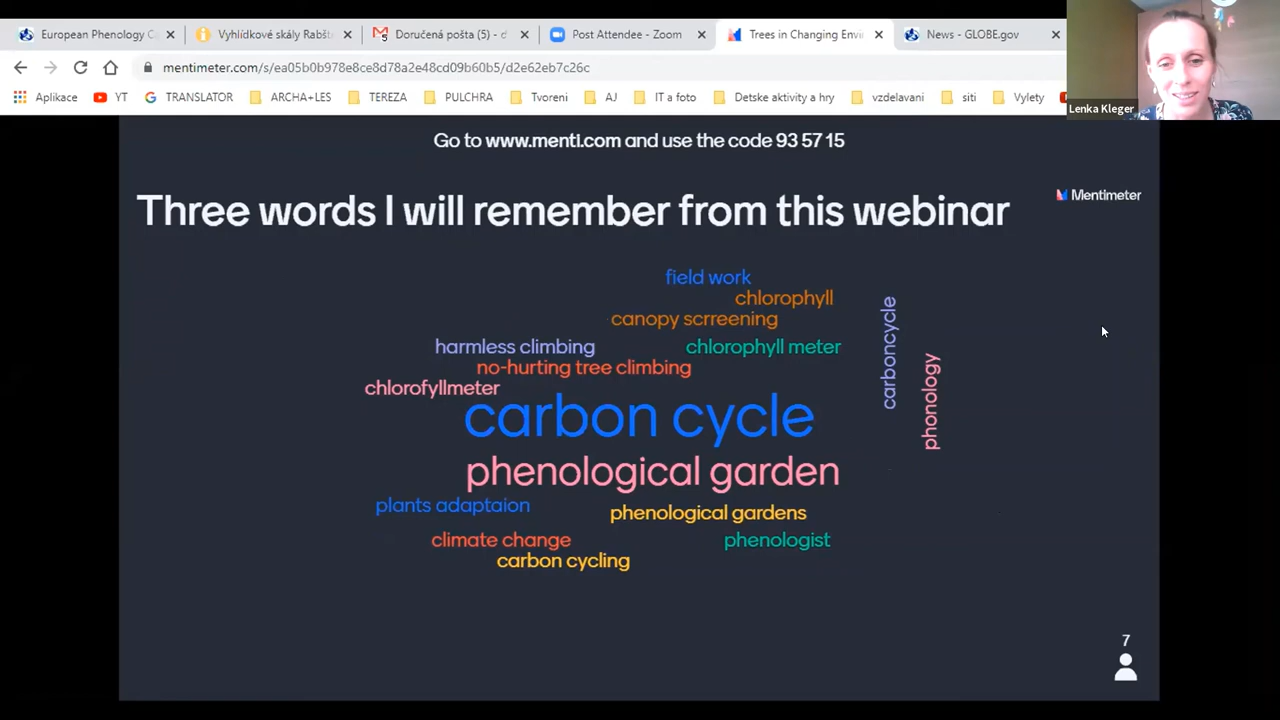 European Phenology Ca
Vyhlídkové skály Rabšt
Doručená pošta (5) - d
Post Attendee - Zoom
Trees in Changing Envi
News - GLOBE.gov
mentimeter.com/s/ea05b0b978e8ce8d78a2e48cd09f60b5/d2e62eb7c26c
Aplikace
YT
TRANSLATOR
ARCHA+LES
TEREZA
PULCHRA
Tvoreni
AJ
IT a foto
Detske aktivity a hry
vzdelavani
siti
Vylety
Lenka Kleger
Go to www.menti.com and use the code 93 57 15
Three words I will remember from this webinar
Mentimeter
field work
chlorophyll
canopy scrreening
harmless climbing
chlorophyll meter
no-hurting tree climbing
chlorofyllmeter
carboncycle
phonology
carbon cycle
phenological garden
plants adaptaion
phenological gardens
climate change
phenologist
carbon cycling
7